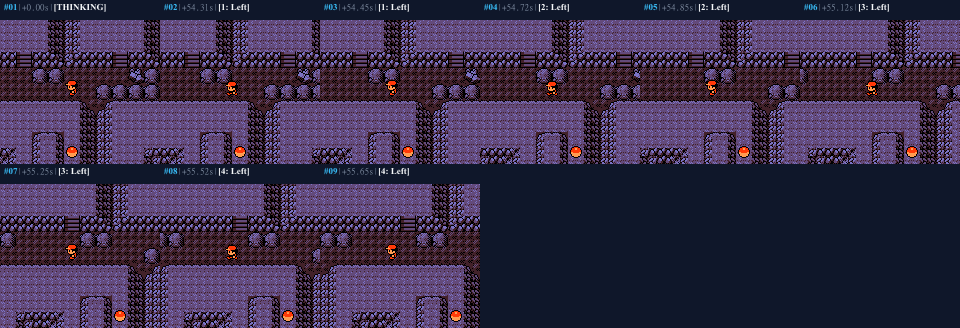 #01|+0.00s|[THINKING]
#02|+54.31s|[1: Left]
#03|+54.45s|[1: Left]
#04|+54.72s|[2: Left]
#05|+54.85s|[2: Left]
#06|+55.12s|[3: Left]
#07|+55.25s|[3: Left]
#08|+55.52s|[4: Left]
#09|+55.65s|[4: Left]